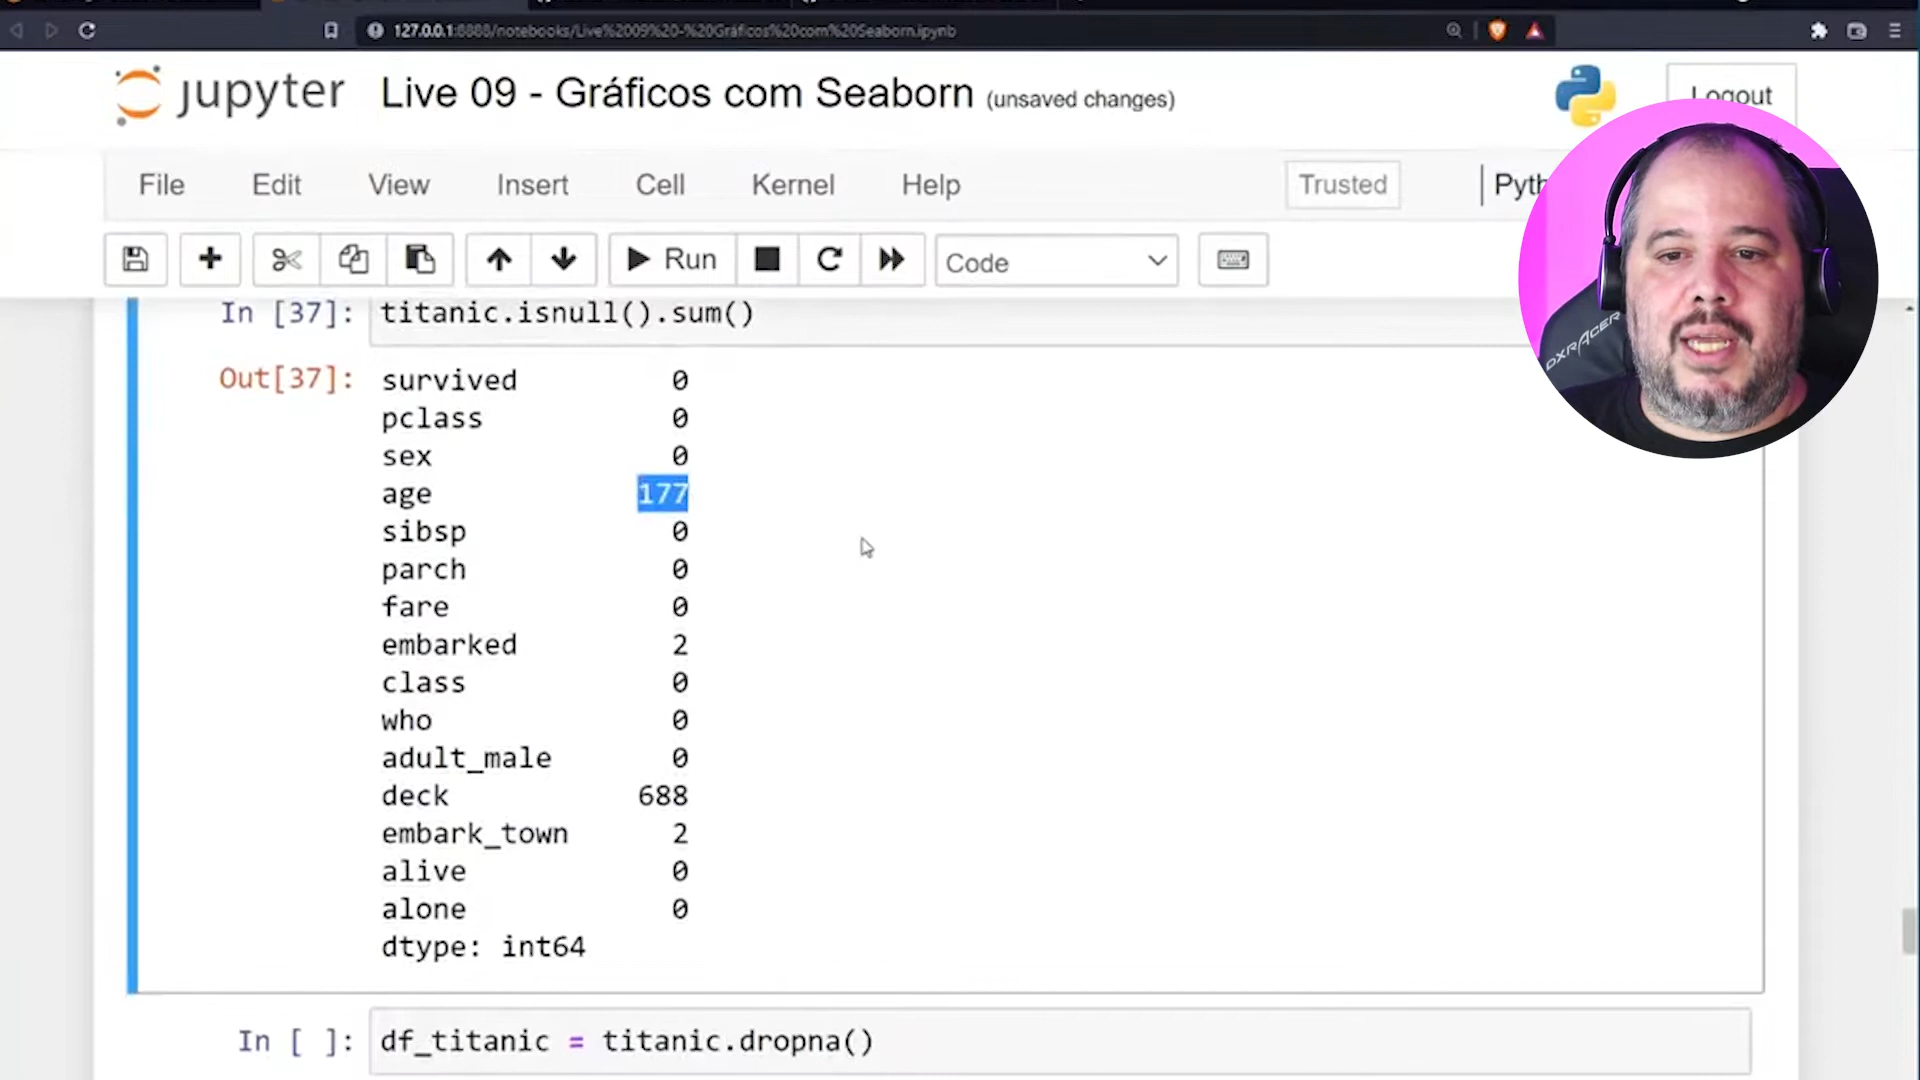 127.0.0.1:8888/notebooks/Live%2009%20-%20Gráficos%20com%20Seaborn.ipynb
jupyter Live 09 - Gráficos com Seaborn (unsaved changes)
Logout
File Edit View Insert Cell Kernel Help Trusted Pyth
Run Code
In [37]: titanic.isnull().sum()
Out[37]: survived 0
pclass 0
sex 0
age 177
sibsp 0
parch 0
fare 0
embarked 2
class 0
who 0
adult_male 0
deck 688
embark_town 2
alive 0
alone 0
dtype: int64
In [ ]: df_titanic = titanic.dropna()
DXRACER